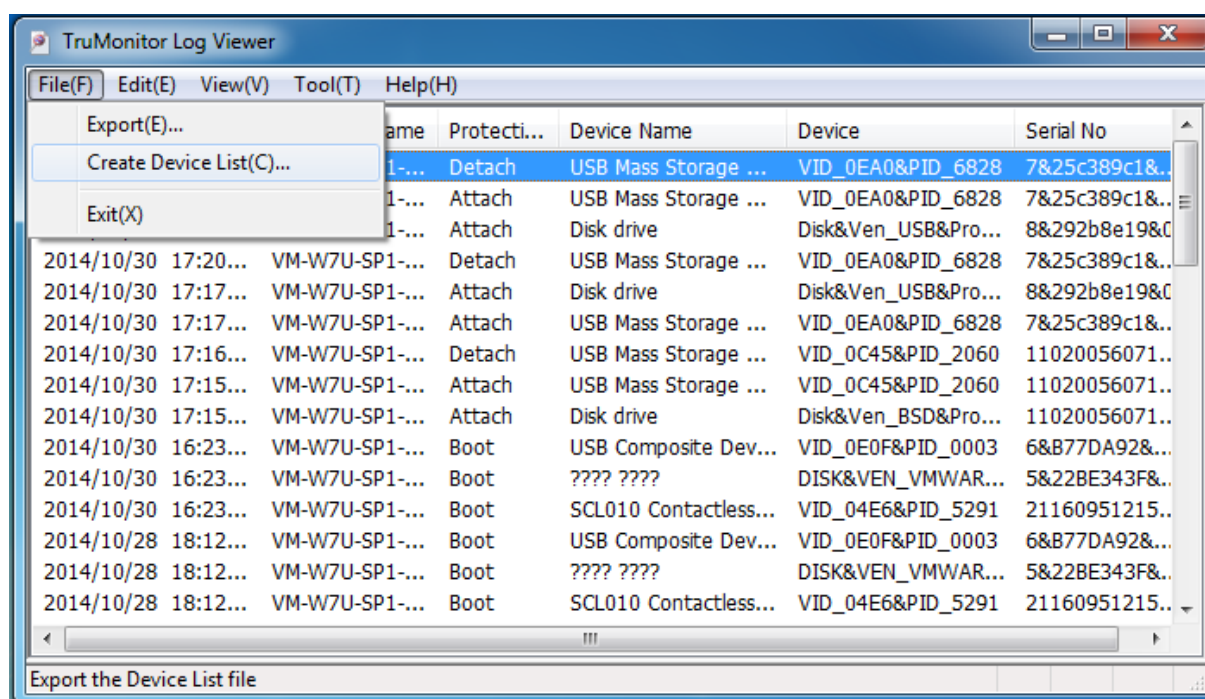 TruMonitor Log Viewer
File(F) Edit(E) View(V) Tool(T) Help(H)
Export(E)...
Create Device List(C)...
Exit(X)
ame Protecti... Device Name Device Serial No
1-... Detach USB Mass Storage ... VID_0EA0&PID_6828 7&25c389c1&..
1-... Attach USB Mass Storage ... VID_0EA0&PID_6828 7&25c389c1&..
1-... Attach Disk drive Disk&Ven_USB&Pro... 8&292b8e19&0
2014/10/30 17:20... VM-W7U-SP1-... Detach USB Mass Storage ... VID_0EA0&PID_6828 7&25c389c1&..
2014/10/30 17:17... VM-W7U-SP1-... Attach Disk drive Disk&Ven_USB&Pro... 8&292b8e19&0
2014/10/30 17:17... VM-W7U-SP1-... Attach USB Mass Storage ... VID_0EA0&PID_6828 7&25c389c1&..
2014/10/30 17:16... VM-W7U-SP1-... Detach USB Mass Storage ... VID_0C45&PID_2060 11020056071..
2014/10/30 17:15... VM-W7U-SP1-... Attach USB Mass Storage ... VID_0C45&PID_2060 11020056071..
2014/10/30 17:15... VM-W7U-SP1-... Attach Disk drive Disk&Ven_BSD&Pro... 11020056071..
2014/10/30 16:23... VM-W7U-SP1-... Boot USB Composite Dev... VID_0E0F&PID_0003 6&B77DA92&...
2014/10/30 16:23... VM-W7U-SP1-... Boot ???? ???? DISK&VEN_VMWAR... 5&22BE343F&..
2014/10/30 16:23... VM-W7U-SP1-... Boot SCL010 Contactless... VID_04E6&PID_5291 21160951215..
2014/10/28 18:12... VM-W7U-SP1-... Boot USB Composite Dev... VID_0E0F&PID_0003 6&B77DA92&...
2014/10/28 18:12... VM-W7U-SP1-... Boot ???? ???? DISK&VEN_VMWAR... 5&22BE343F&..
2014/10/28 18:12... VM-W7U-SP1-... Boot SCL010 Contactless... VID_04E6&PID_5291 21160951215..
Export the Device List file